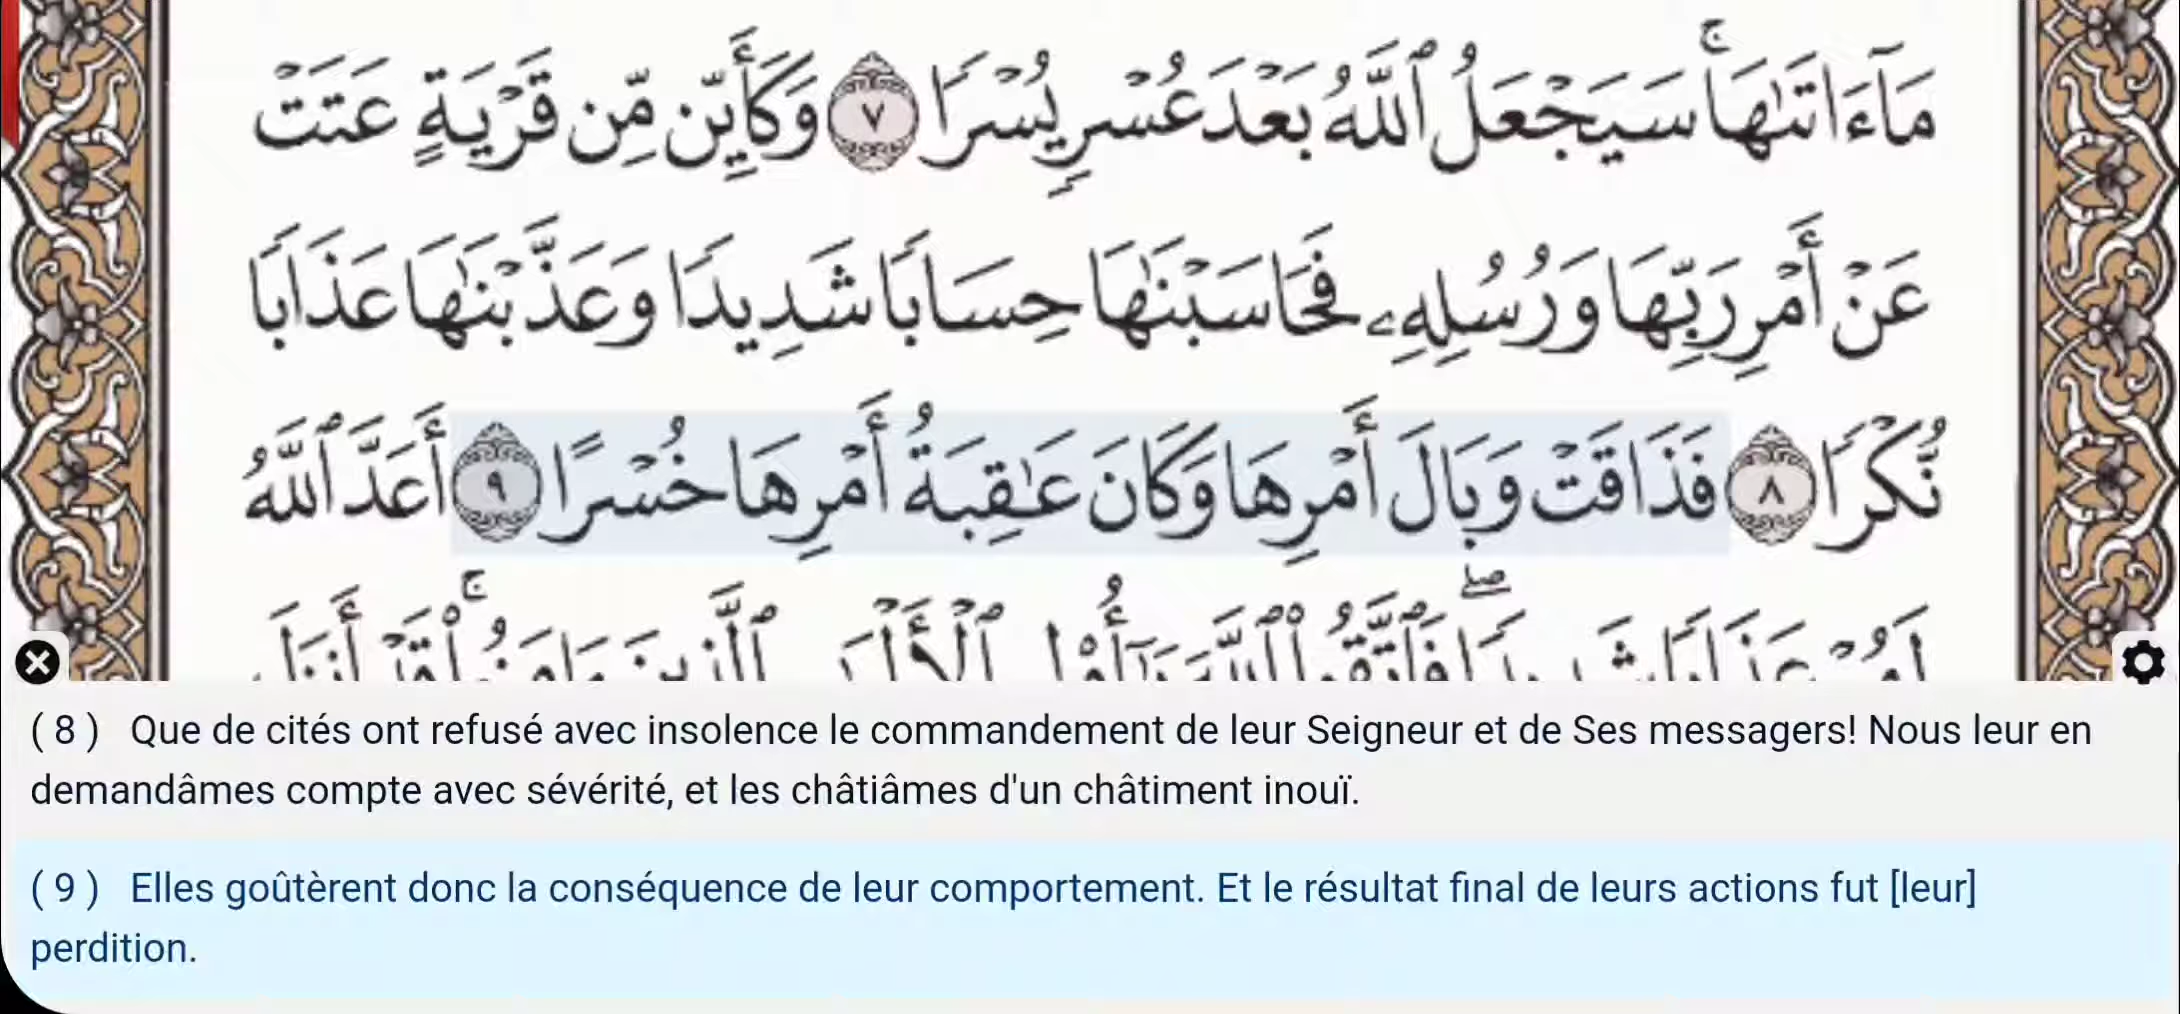 مَآ ءَاتَىٰهَا ۚ سَيَجْعَلُ ٱللَّهُ بَعْدَ عُسْرٍ يُسْرًا ٧ وَكَأَيِّن مِّن قَرْيَةٍ عَتَتْ
عَنْ أَمْرِ رَبِّهَا وَرُسُلِهِۦ فَحَاسَبْنَٰهَا حِسَابًا شَدِيدًا وَعَذَّبْنَٰهَا عَذَابًا
نُّكْرًا ٨ فَذَاقَتْ وَبَالَ أَمْرِهَا وَكَانَ عَٰقِبَةُ أَمْرِهَا خُسْرًا ٩ أَعَدَّ ٱللَّهُ
( 8 ) Que de cités ont refusé avec insolence le commandement de leur Seigneur et de Ses messagers! Nous leur en
demandâmes compte avec sévérité, et les châtiâmes d'un châtiment inouï.
( 9 ) Elles goûtèrent donc la conséquence de leur comportement. Et le résultat final de leurs actions fut [leur]
perdition.